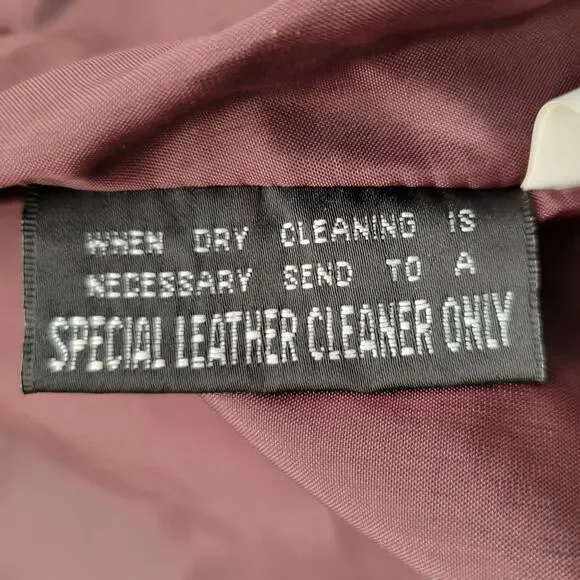 WHEN DRY CLEANING IS
NECESSARY SEND TO A
SPECIAL LEATHER CLEANER ONLY